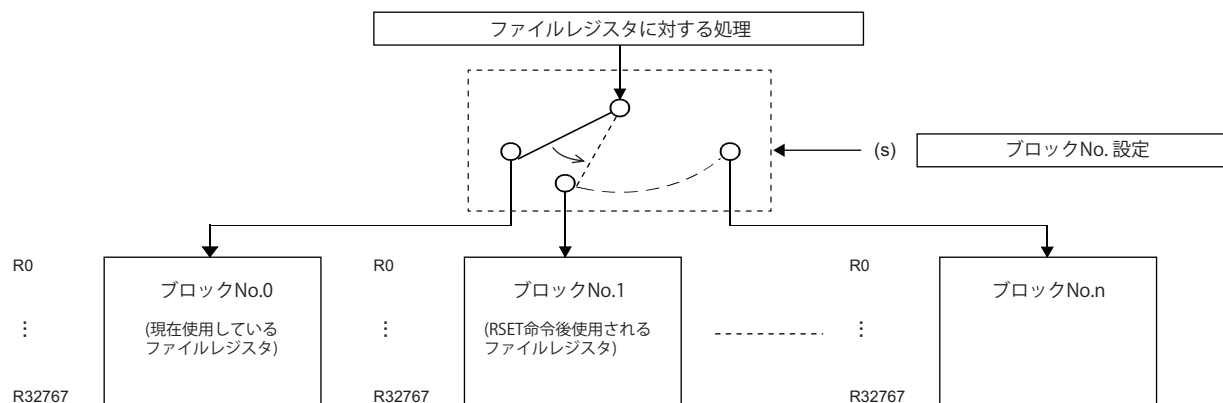 ファイルレジスタに対する処理
(s)
ブロックNo. 設定
R0
ブロックNo.0
(現在使用している
ファイルレジスタ)
⋮
R32767
R0
ブロックNo.1
(RSET命令後使用される
ファイルレジスタ)
⋮
R32767
R0
ブロックNo.n
⋮
R32767